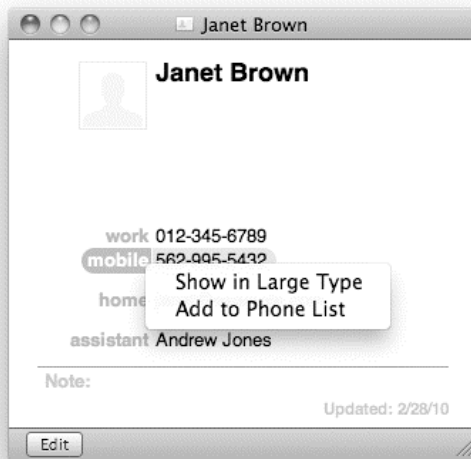 Janet Brown
Janet Brown
work 012-345-6789
mobile 562-995-5432
Show in Large Type
home
Add to Phone List
assistant Andrew Jones
Note:
Updated: 2/28/10
Edit